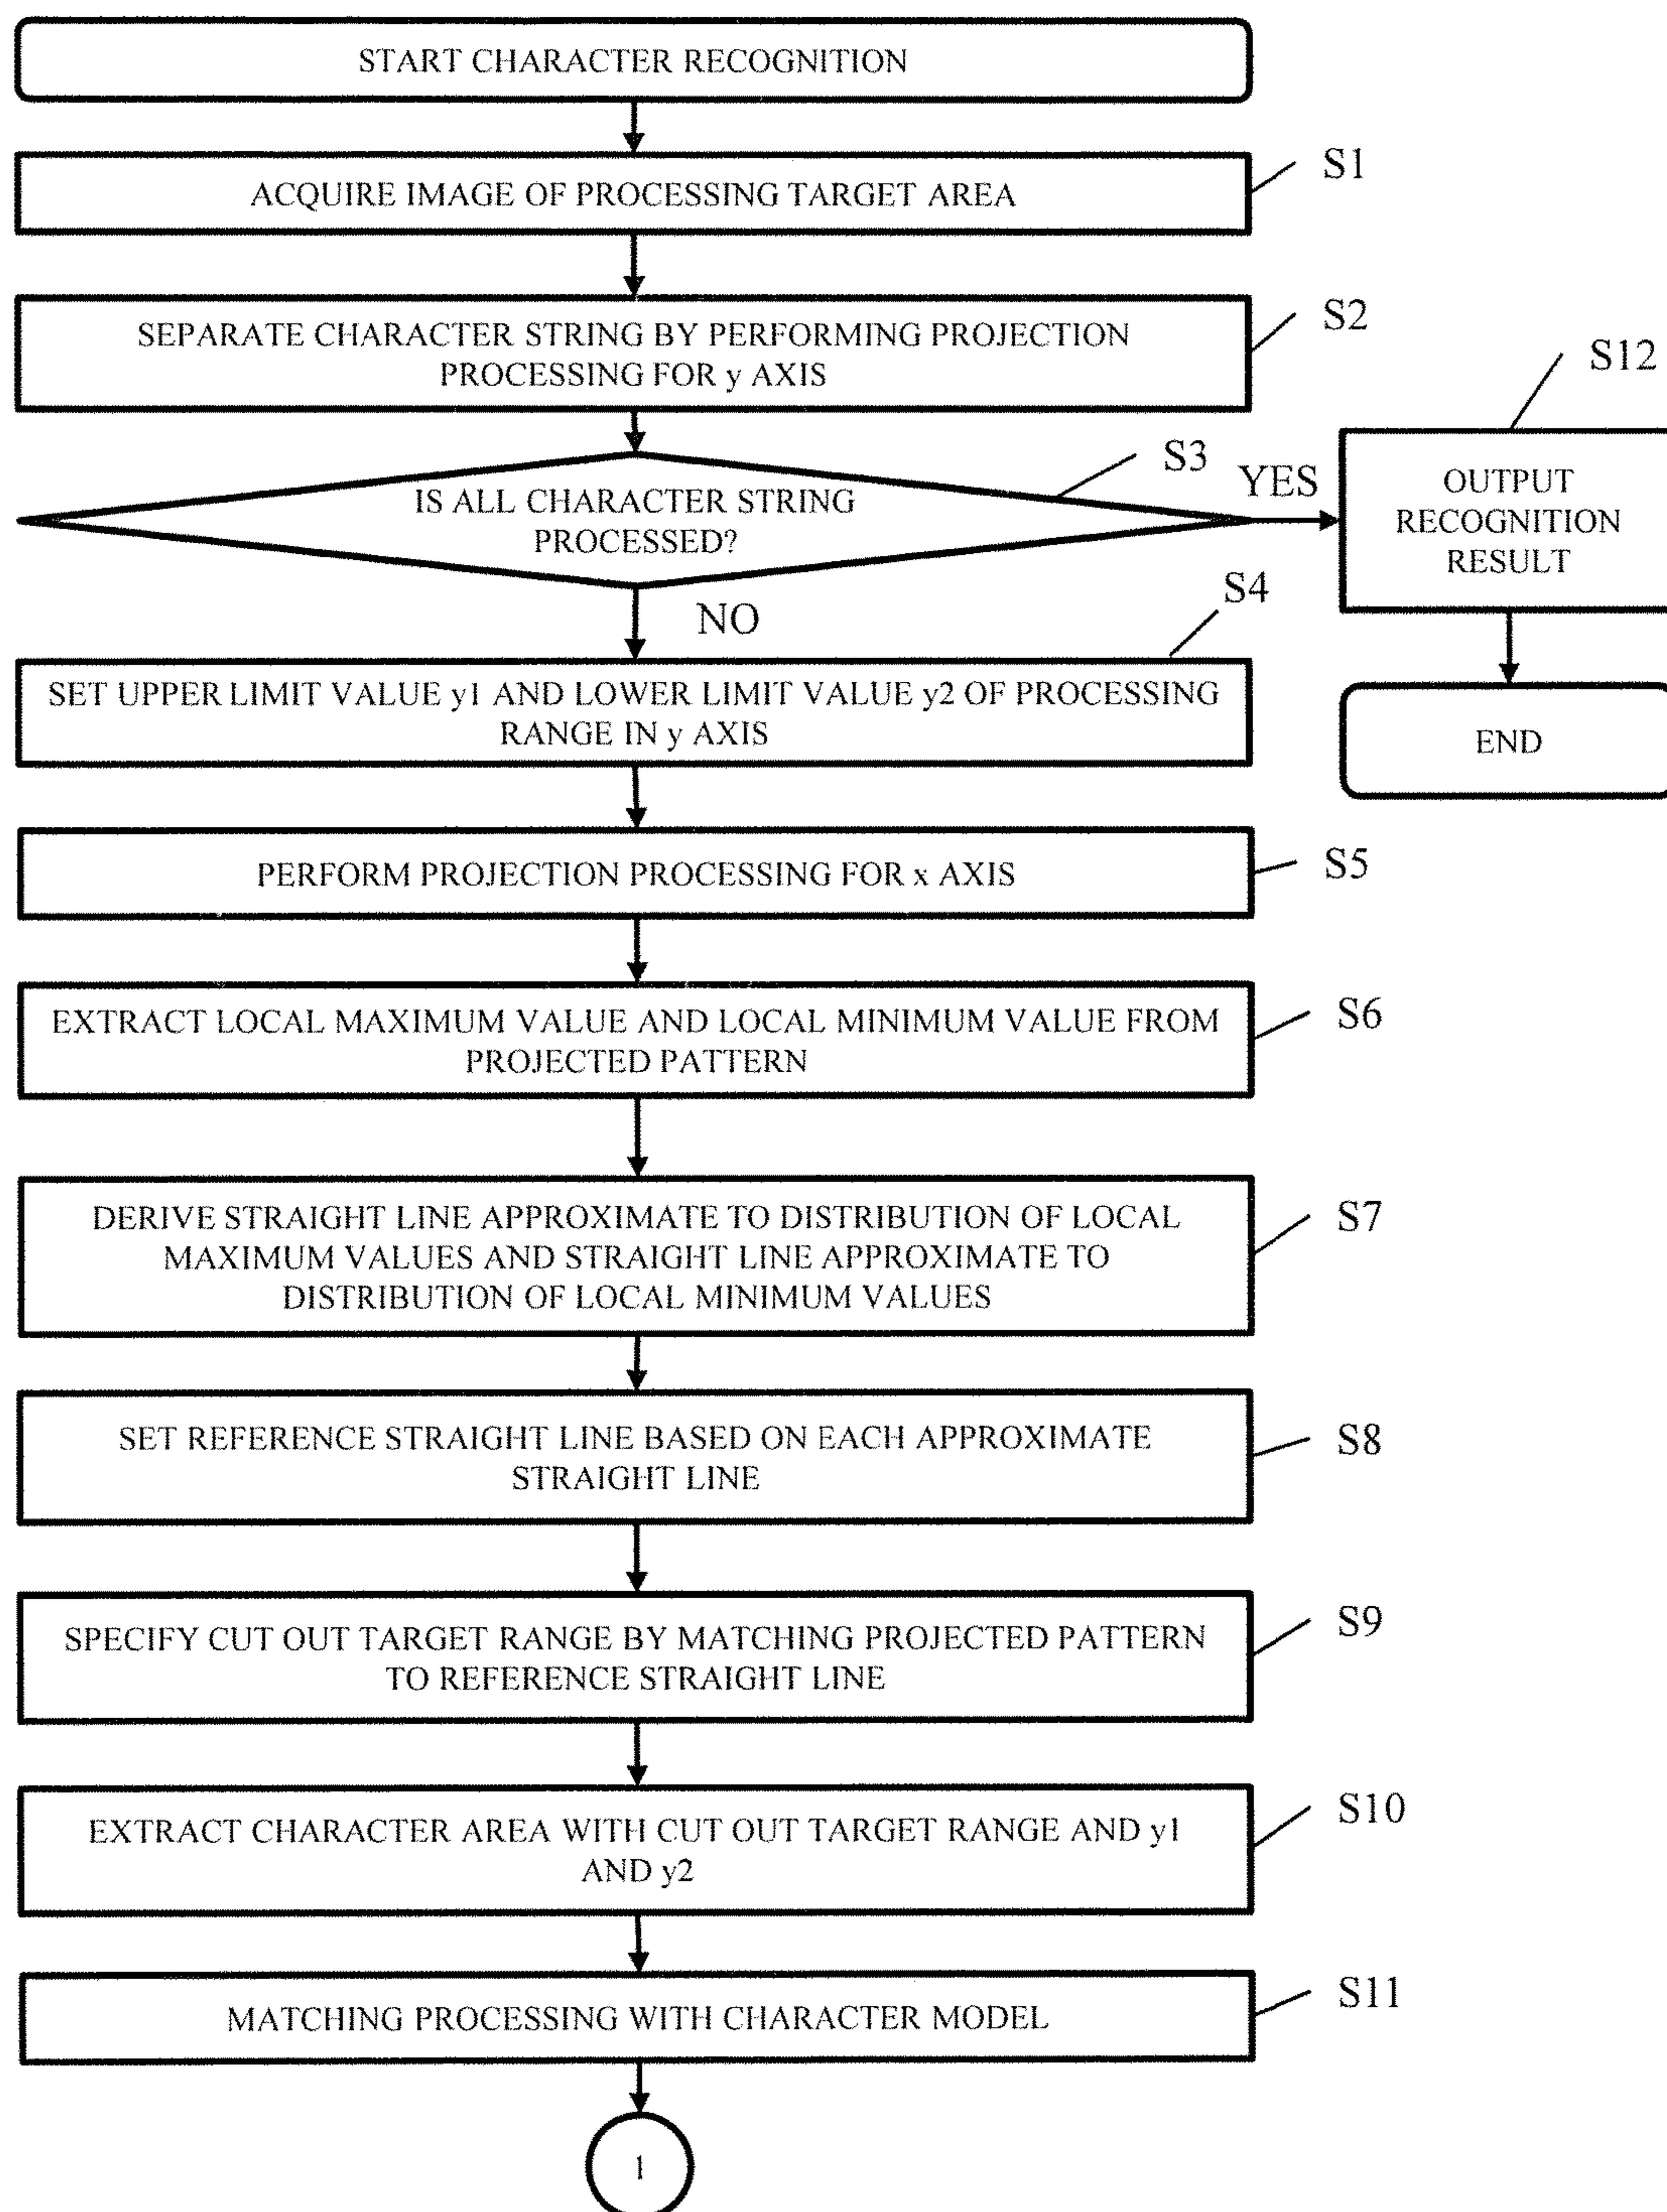 START CHARACTER RECOGNITION
S1
ACQUIRE IMAGE OF PROCESSING TARGET AREA
S2
SEPARATE CHARACTER STRING BY PERFORMING PROJECTION
PROCESSING FOR y AXIS
S3
IS ALL CHARACTER STRING
PROCESSED?
YES
S12
OUTPUT
RECOGNITION
RESULT
END
NO
S4
SET UPPER LIMIT VALUE y1 AND LOWER LIMIT VALUE y2 OF PROCESSING
RANGE IN y AXIS
S5
PERFORM PROJECTION PROCESSING FOR x AXIS
S6
EXTRACT LOCAL MAXIMUM VALUE AND LOCAL MINIMUM VALUE FROM
PROJECTED PATTERN
S7
DERIVE STRAIGHT LINE APPROXIMATE TO DISTRIBUTION OF LOCAL
MAXIMUM VALUES AND STRAIGHT LINE APPROXIMATE TO
DISTRIBUTION OF LOCAL MINIMUM VALUES
S8
SET REFERENCE STRAIGHT LINE BASED ON EACH APPROXIMATE
STRAIGHT LINE
S9
SPECIFY CUT OUT TARGET RANGE BY MATCHING PROJECTED PATTERN
TO REFERENCE STRAIGHT LINE
S10
EXTRACT CHARACTER AREA WITH CUT OUT TARGET RANGE AND y1
AND y2
S11
MATCHING PROCESSING WITH CHARACTER MODEL
1